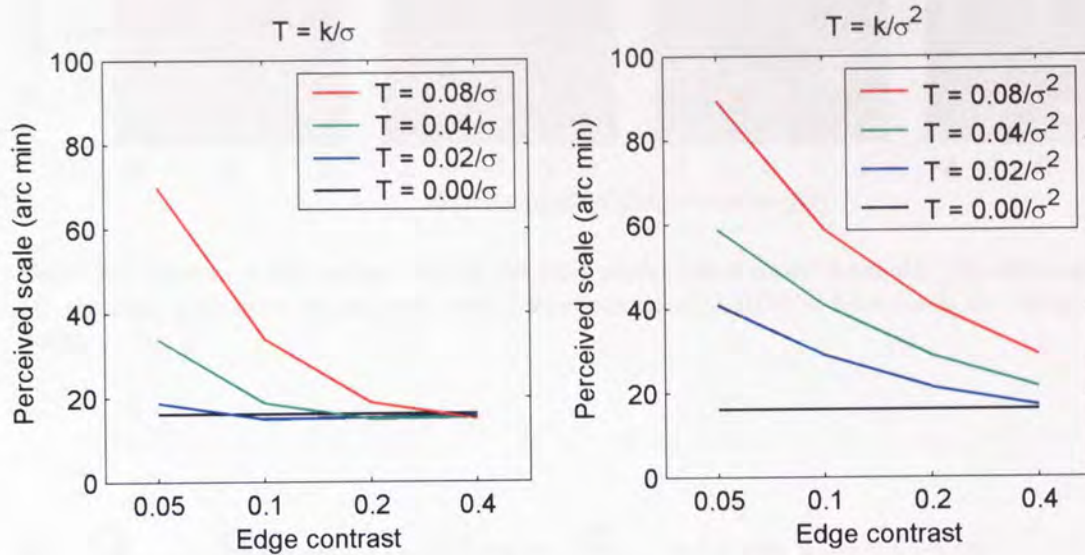 T = k/σ
100
80
60
40
20
0
Perceived scale (arc min)
T = 0.08/σ
T = 0.04/σ
T = 0.02/σ
T = 0.00/σ
0.05 0.1 0.2 0.4
Edge contrast
T = k/σ²
100
80
60
40
20
0
Perceived scale (arc min)
T = 0.08/σ²
T = 0.04/σ²
T = 0.02/σ²
T = 0.00/σ²
0.05 0.1 0.2 0.4
Edge contrast